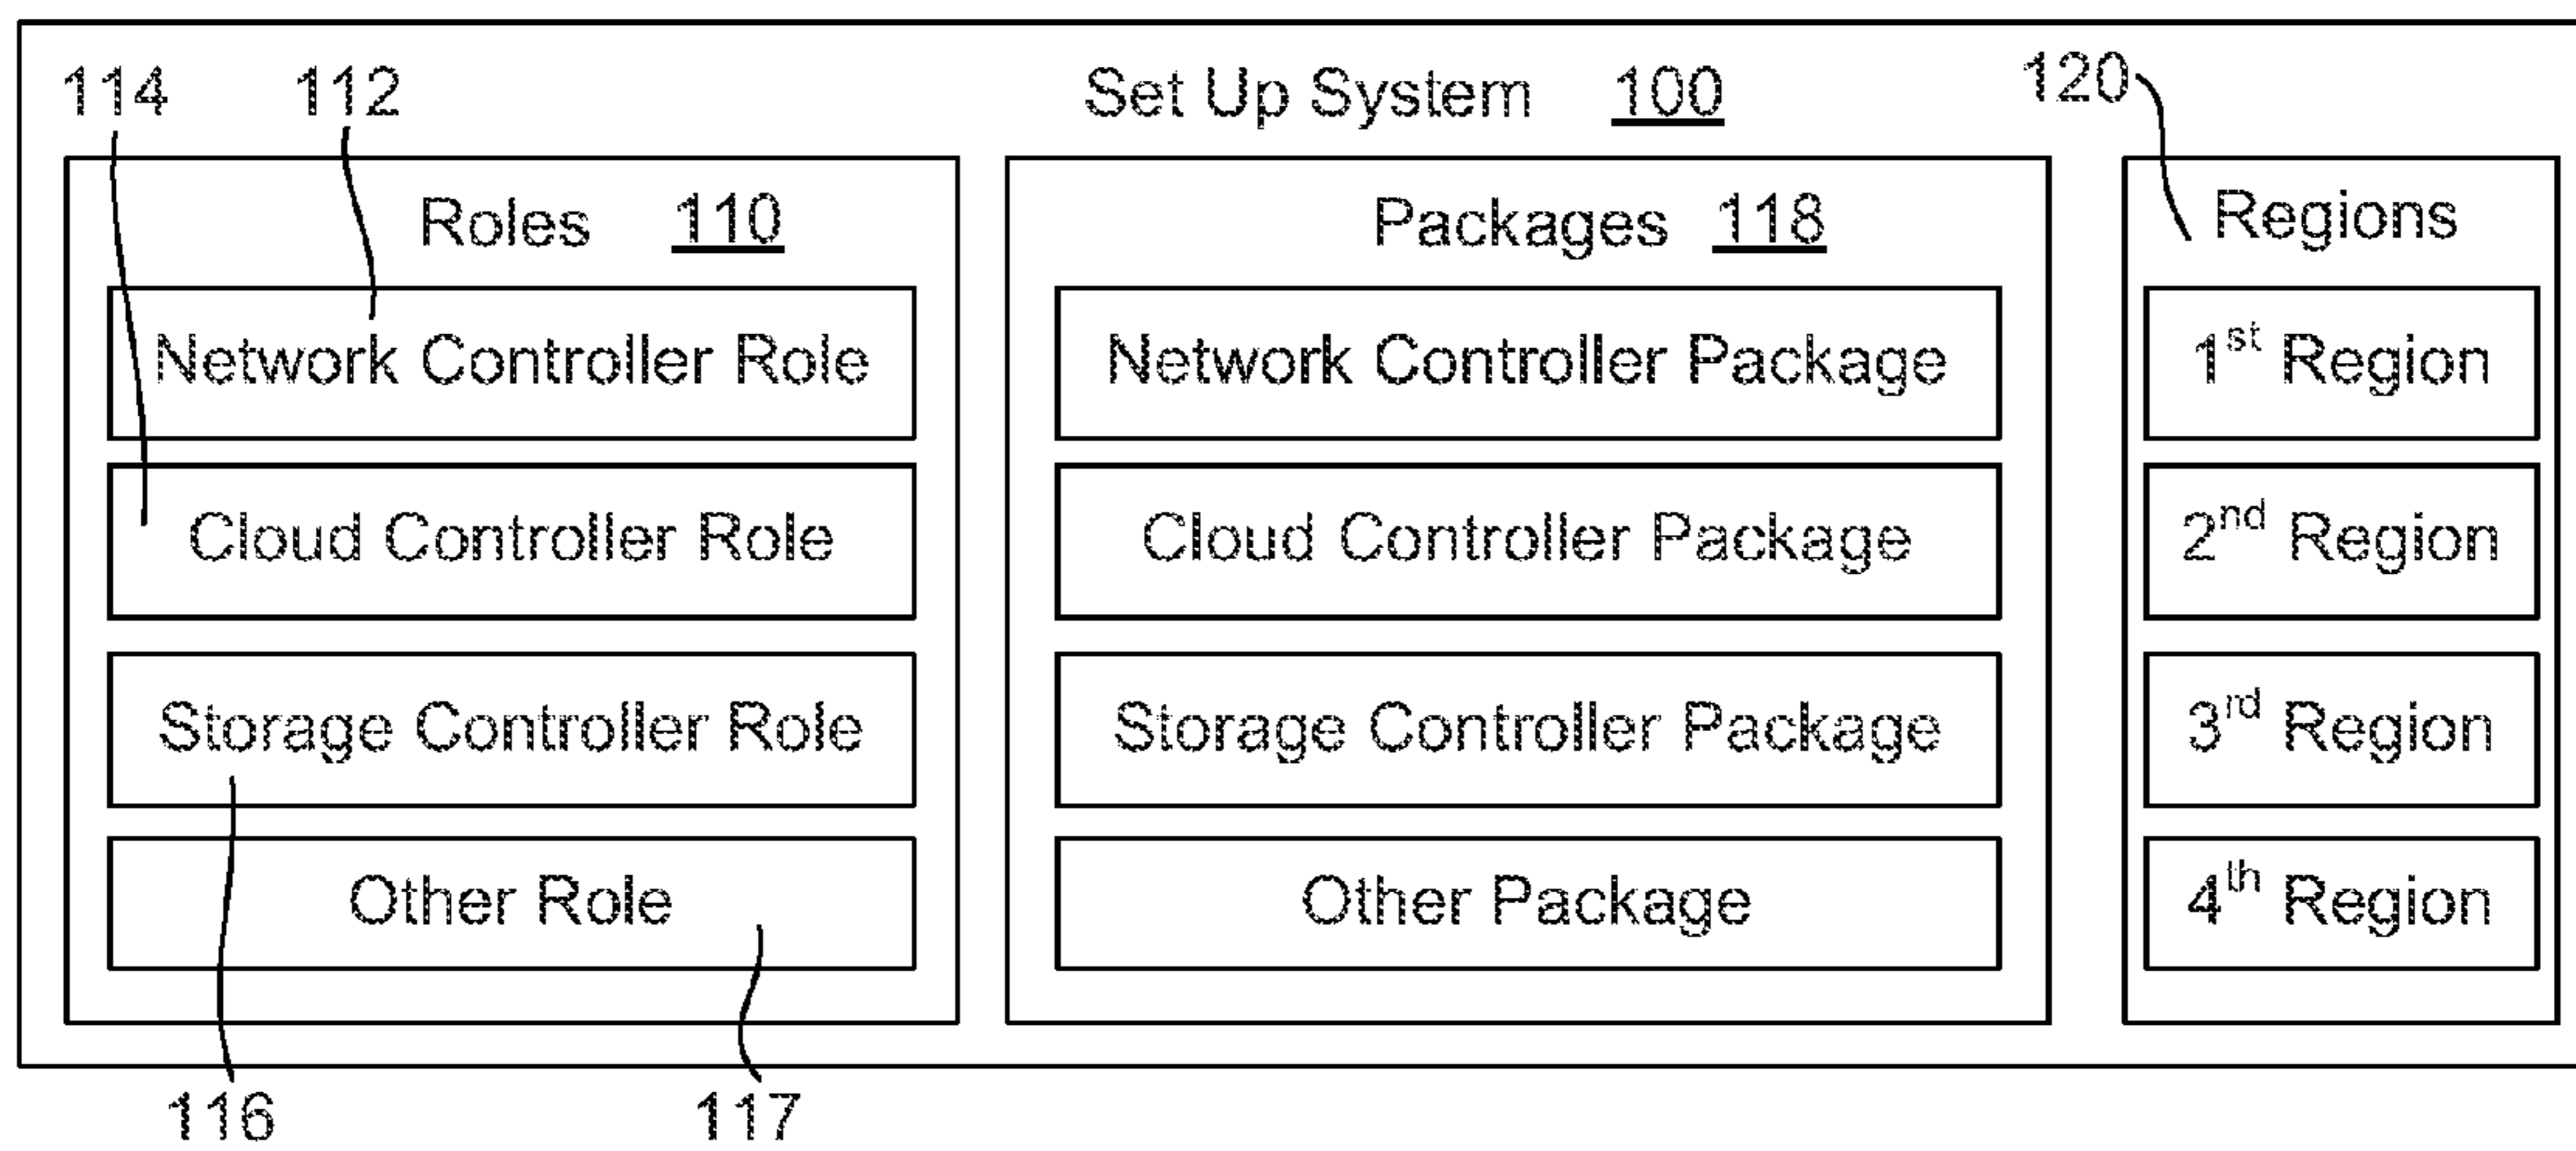 114 112 Set Up System 100 120
Roles 110
Network Controller Role
Cloud Controller Role
Storage Controller Role
Other Role
Packages 118
Network Controller Package
Cloud Controller Package
Storage Controller Package
Other Package
Regions
1st Region
2nd Region
3rd Region
4th Region
116 117